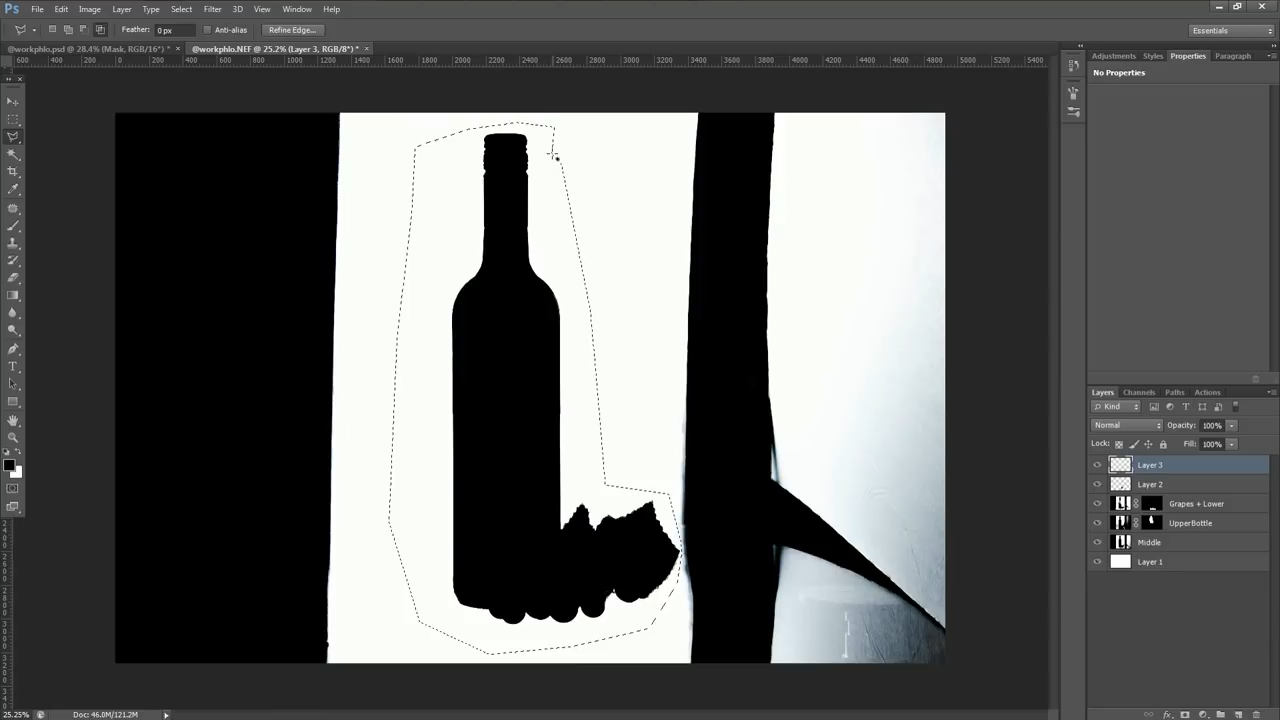 Ps File Edit Image Layer Type Select Filter 3D View Window Help
Feather: 0 px Anti-alias Refine Edge... Essentials
@workphlo.psd @ 28.4% (Mask, RGB/16*) * × @workphlo.NEF @ 25.2% (Layer 3, RGB/8*) * ×
600 400 200 0 200 400 600 800 1000 1200 1400 1600 1800 2000 2200 2400 2600 2800 3000 3200 3400 3600 3800 4000 4200 4400 4600 4800 5000 5200 5400
Adjustments Styles Properties Paragraph
No Properties
Layers Channels Paths Actions
Kind
Normal Opacity: 100%
Lock: Fill: 100%
Layer 3
Layer 2
Grapes + Lower
UpperBottle
Middle
Layer 1
25.25% Doc: 46.0M/121.2M